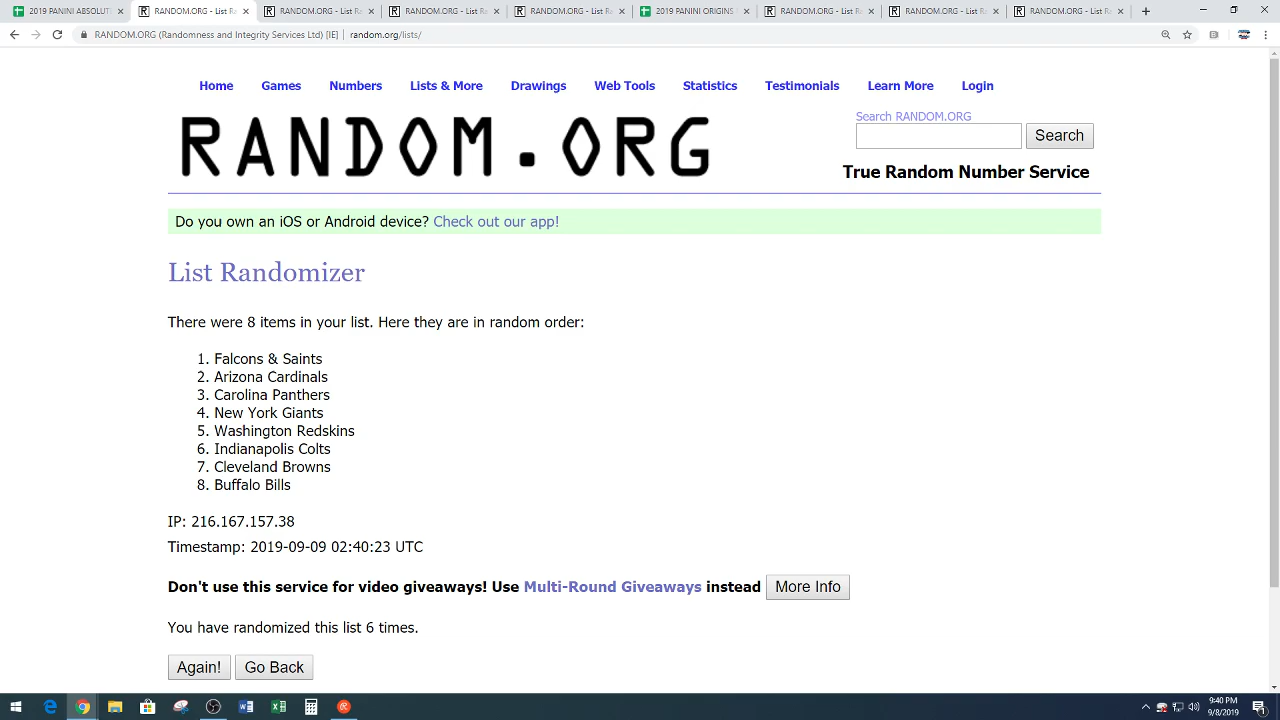 2019 PANINI ABSOLUT
RANDOM.ORG - List Ra
RANDOM.ORG - List Ra
RANDOM.ORG - List Ra
RANDOM.ORG - List Ra
2019 PANINI ORIGINS
RANDOM.ORG - List Ra
RANDOM.ORG - List Ra
RANDOM.ORG - List Ra
RANDOM.ORG (Randomness and Integrity Services Ltd) [IE] | random.org/lists/
Home Games Numbers Lists & More Drawings Web Tools Statistics Testimonials Learn More Login
RANDOM.ORG
Search RANDOM.ORG
Search
True Random Number Service
Do you own an iOS or Android device? Check out our app!
List Randomizer
There were 8 items in your list. Here they are in random order:
1. Falcons & Saints
2. Arizona Cardinals
3. Carolina Panthers
4. New York Giants
5. Washington Redskins
6. Indianapolis Colts
7. Cleveland Browns
8. Buffalo Bills
IP: 216.167.157.38
Timestamp: 2019-09-09 02:40:23 UTC
Don't use this service for video giveaways! Use Multi-Round Giveaways instead More Info
You have randomized this list 6 times.
Again! Go Back
9:40 PM
9/8/2019